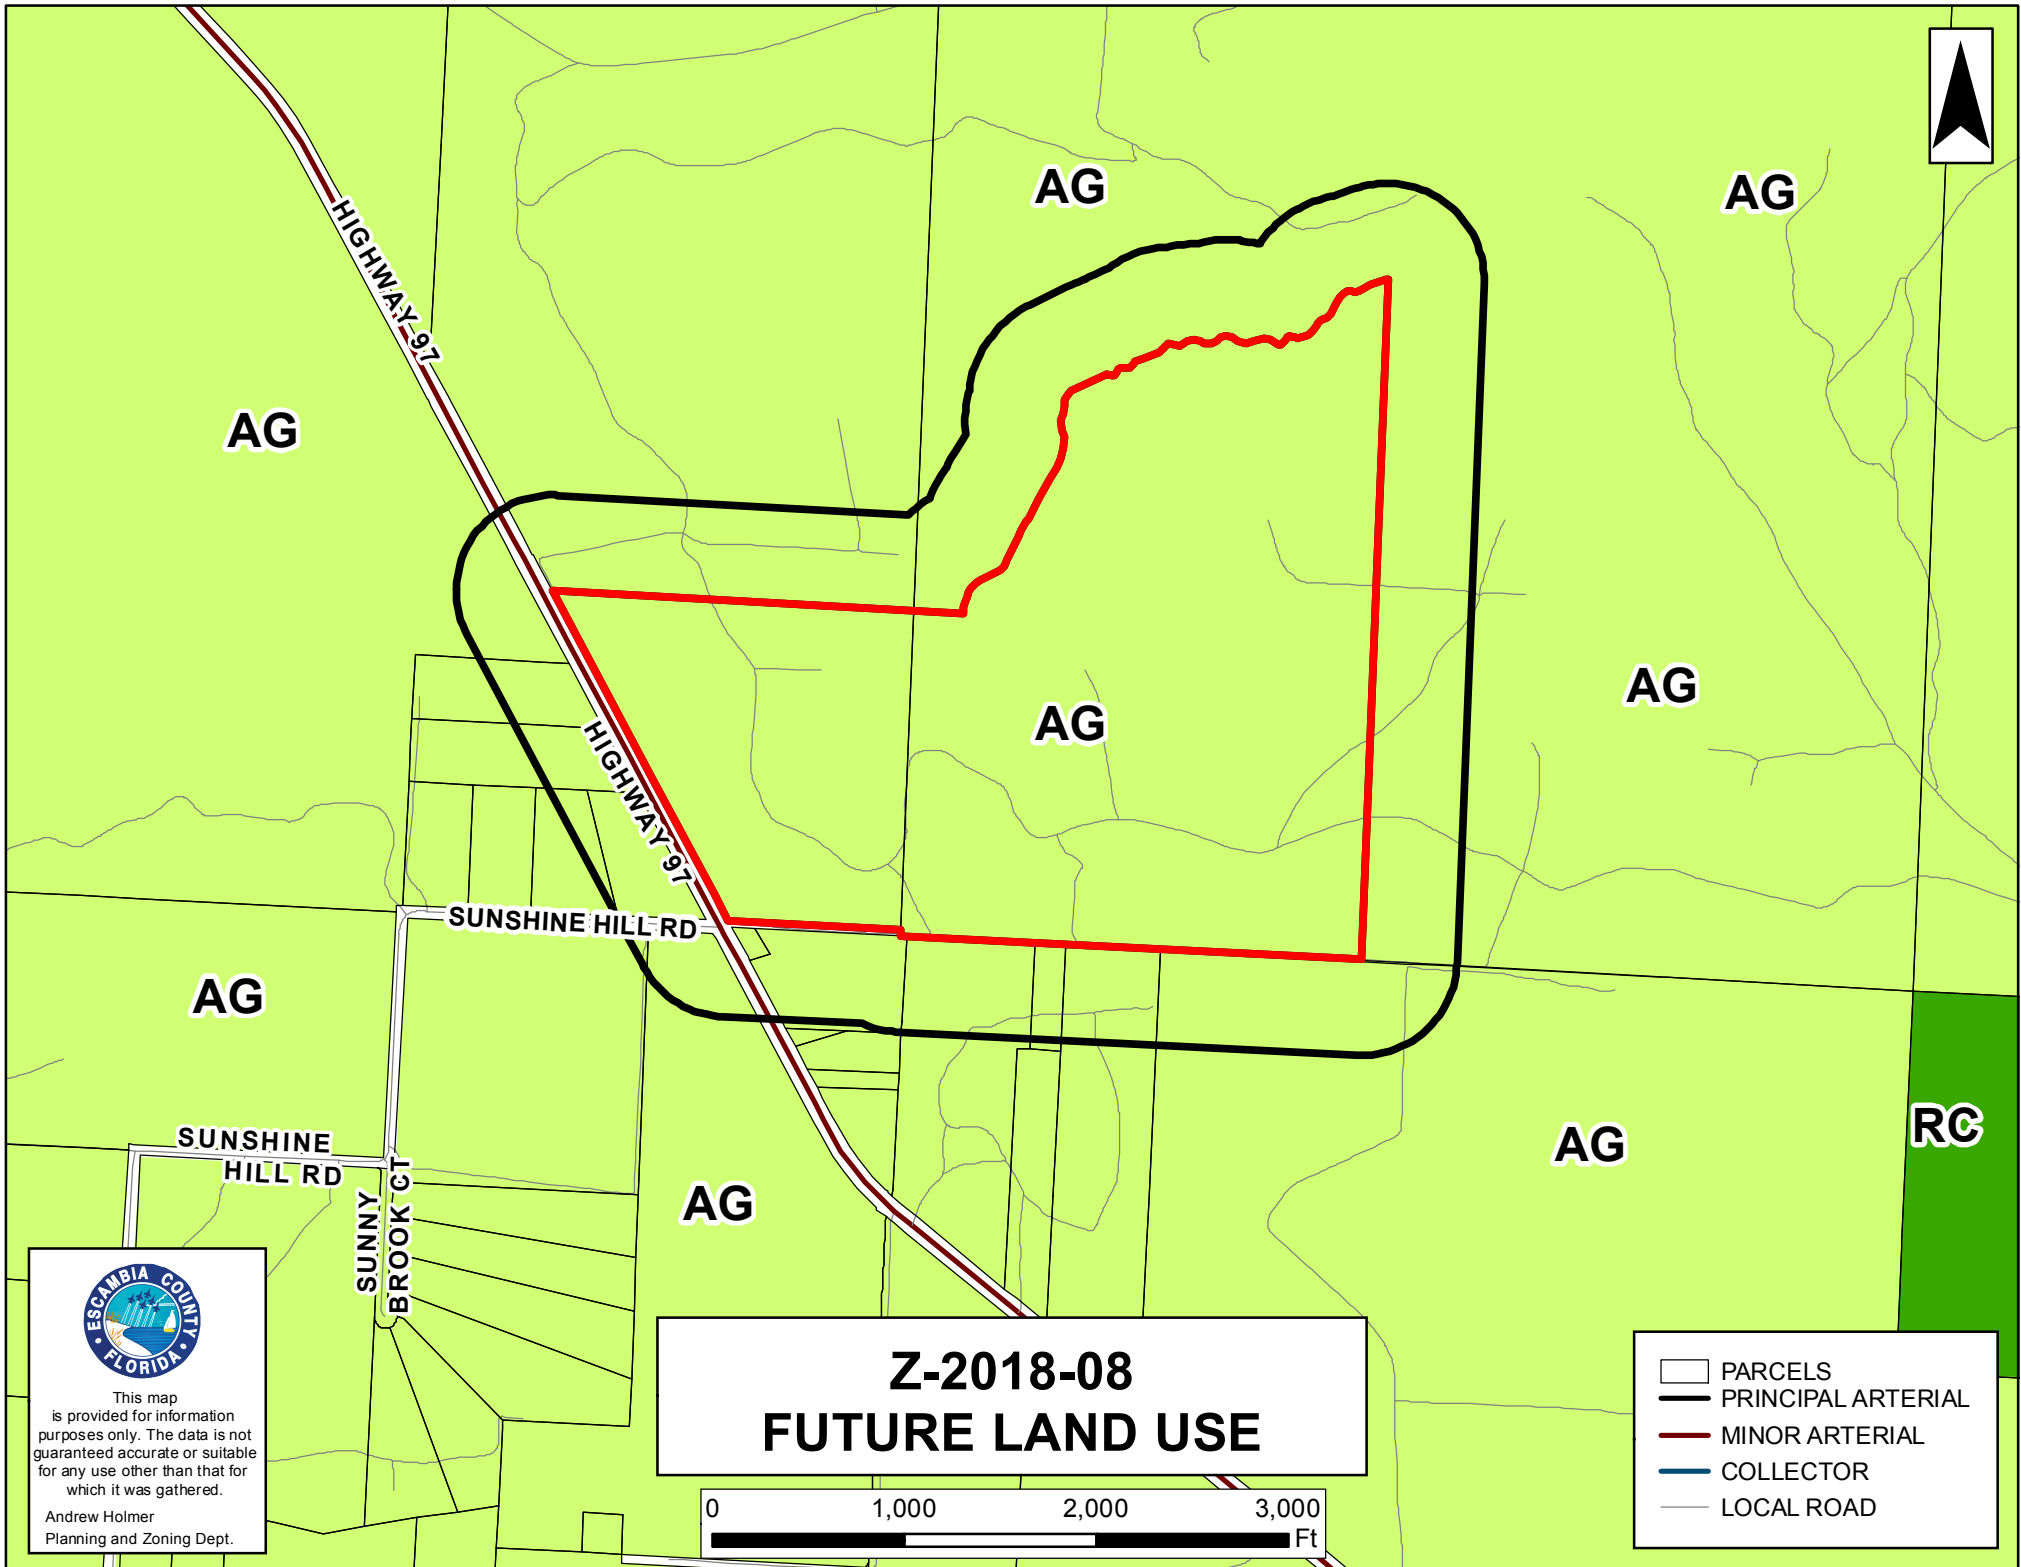 AG
AG
HIGHWAY 97
AG
AG
AG
HIGHWAY 97
SUNSHINE HILL RD
AG
RC
AG
SUNSHINE
HILL RD
AG
SUNNY
BROOK CT
ESCAMBIA COUNTY
FLORIDA
This map
is provided for information
purposes only. The data is not
guaranteed accurate or suitable
for any use other than that for
which it was gathered.
Andrew Holmer
Planning and Zoning Dept.
Z-2018-08
FUTURE LAND USE
0 1,000 2,000 3,000
Ft
PARCELS
PRINCIPAL ARTERIAL
MINOR ARTERIAL
COLLECTOR
LOCAL ROAD